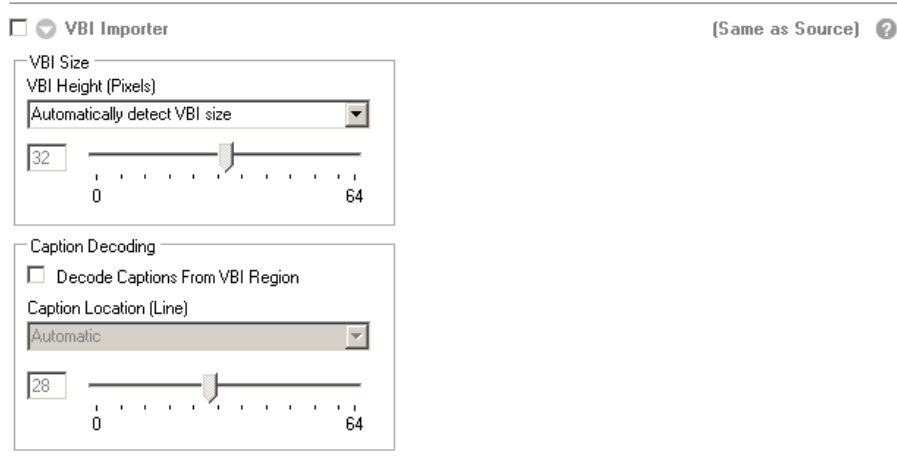 VBI Importer (Same as Source) ?
VBI Size
VBI Height (Pixels)
Automatically detect VBI size
32
0 64
Caption Decoding
Decode Captions From VBI Region
Caption Location (Line)
Automatic
28
0 64